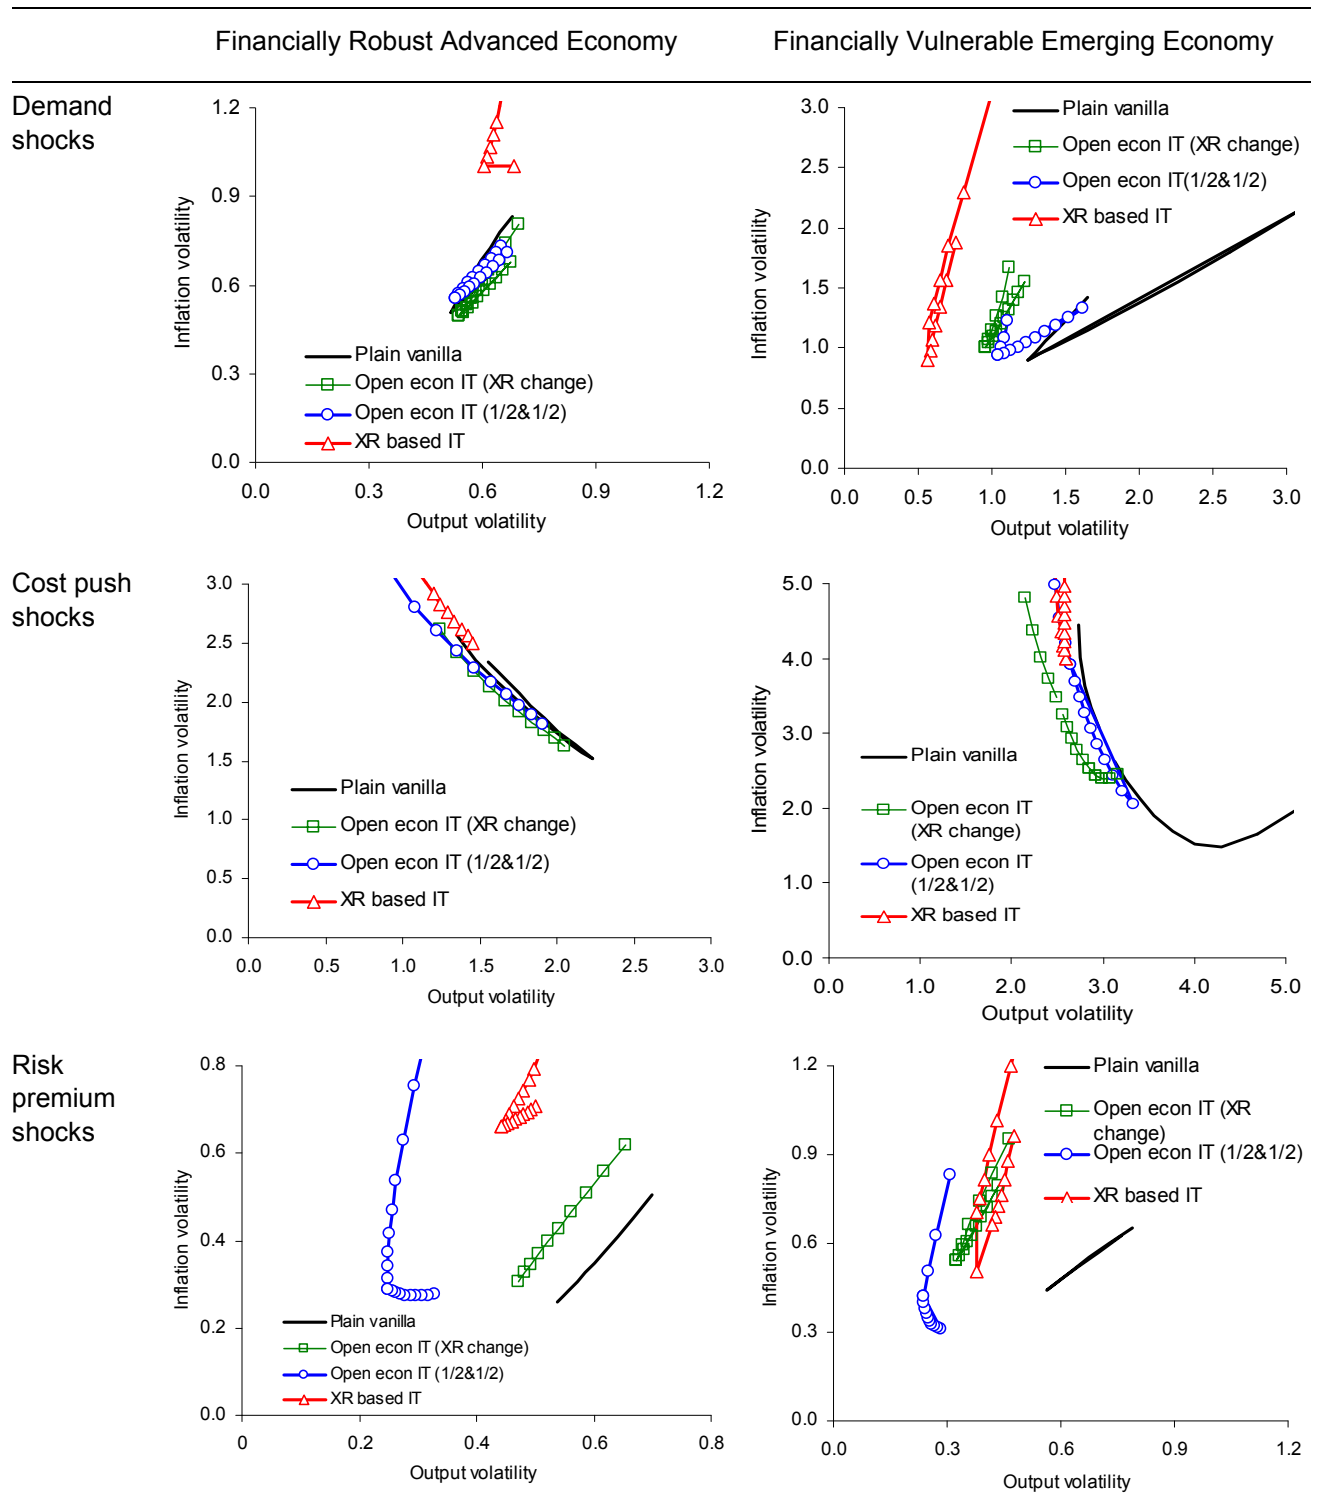 Financially Robust Advanced Economy
Financially Vulnerable Emerging Economy
Demand
shocks
1.2
0.9
0.6
0.3
0.0
Inflation volatility
Plain vanilla
Open econ IT (XR change)
Open econ IT (1/2&1/2)
XR based IT
0.0
0.3
0.6
0.9
1.2
Output volatility
3.0
2.5
2.0
1.5
1.0
0.5
0.0
Inflation volatility
Plain vanilla
Open econ IT (XR change)
Open econ IT(1/2&1/2)
XR based IT
0.0
0.5
1.0
1.5
2.0
2.5
3.0
Output volatility
Cost push
shocks
3.0
2.5
2.0
1.5
1.0
0.5
0.0
Inflation volatility
Plain vanilla
Open econ IT (XR change)
Open econ IT (1/2&1/2)
XR based IT
0.0
0.5
1.0
1.5
2.0
2.5
3.0
Output volatility
5.0
4.0
3.0
2.0
1.0
0.0
Inflation volatility
Plain vanilla
Open econ IT
(XR change)
Open econ IT
(1/2&1/2)
XR based IT
0.0
1.0
2.0
3.0
4.0
5.0
Output volatility
Risk
premium
shocks
0.8
0.6
0.4
0.2
0.0
Inflation volatility
Plain vanilla
Open econ IT (XR change)
Open econ IT (1/2&1/2)
XR based IT
0
0.2
0.4
0.6
0.8
Output volatility
1.2
0.9
0.6
0.3
0.0
Inflation volatility
Plain vanilla
Open econ IT (XR
change)
Open econ IT (1/2&1/2)
XR based IT
0.0
0.3
0.6
0.9
1.2
Output volatility